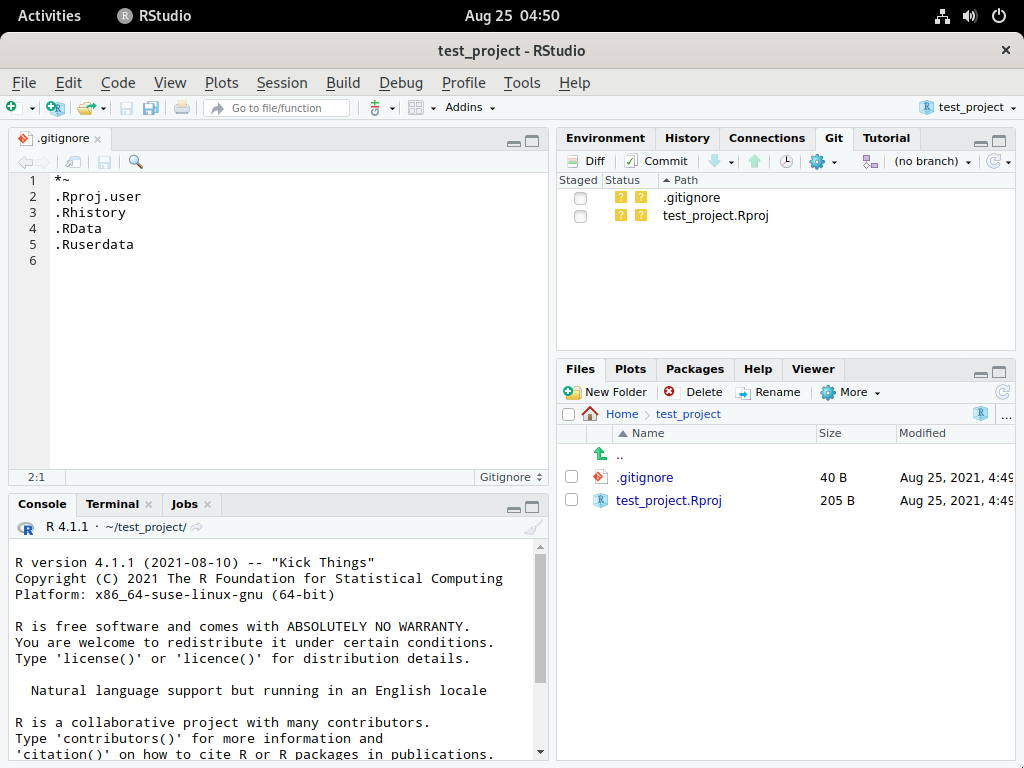 Activities RStudio Aug 25 04:50
test_project - RStudio
File Edit Code View Plots Session Build Debug Profile Tools Help
Go to file/function Addins test_project
.gitignore
1 *~
2 .Rproj.user
3 .Rhistory
4 .RData
5 .Ruserdata
6
2:1 Gitignore
Console Terminal Jobs
R 4.1.1 · ~/test_project/
R version 4.1.1 (2021-08-10) -- "Kick Things"
Copyright (C) 2021 The R Foundation for Statistical Computing
Platform: x86_64-suse-linux-gnu (64-bit)
R is free software and comes with ABSOLUTELY NO WARRANTY.
You are welcome to redistribute it under certain conditions.
Type 'license()' or 'licence()' for distribution details.
Natural language support but running in an English locale
R is a collaborative project with many contributors.
Type 'contributors()' for more information and
'citation()' on how to cite R or R packages in publications.
Environment History Connections Git Tutorial
Diff Commit (no branch)
Staged Status Path
.gitignore
test_project.Rproj
Files Plots Packages Help Viewer
New Folder Delete Rename More
Home test_project ...
Name Size Modified
..
.gitignore 40 B Aug 25, 2021, 4:49
test_project.Rproj 205 B Aug 25, 2021, 4:49